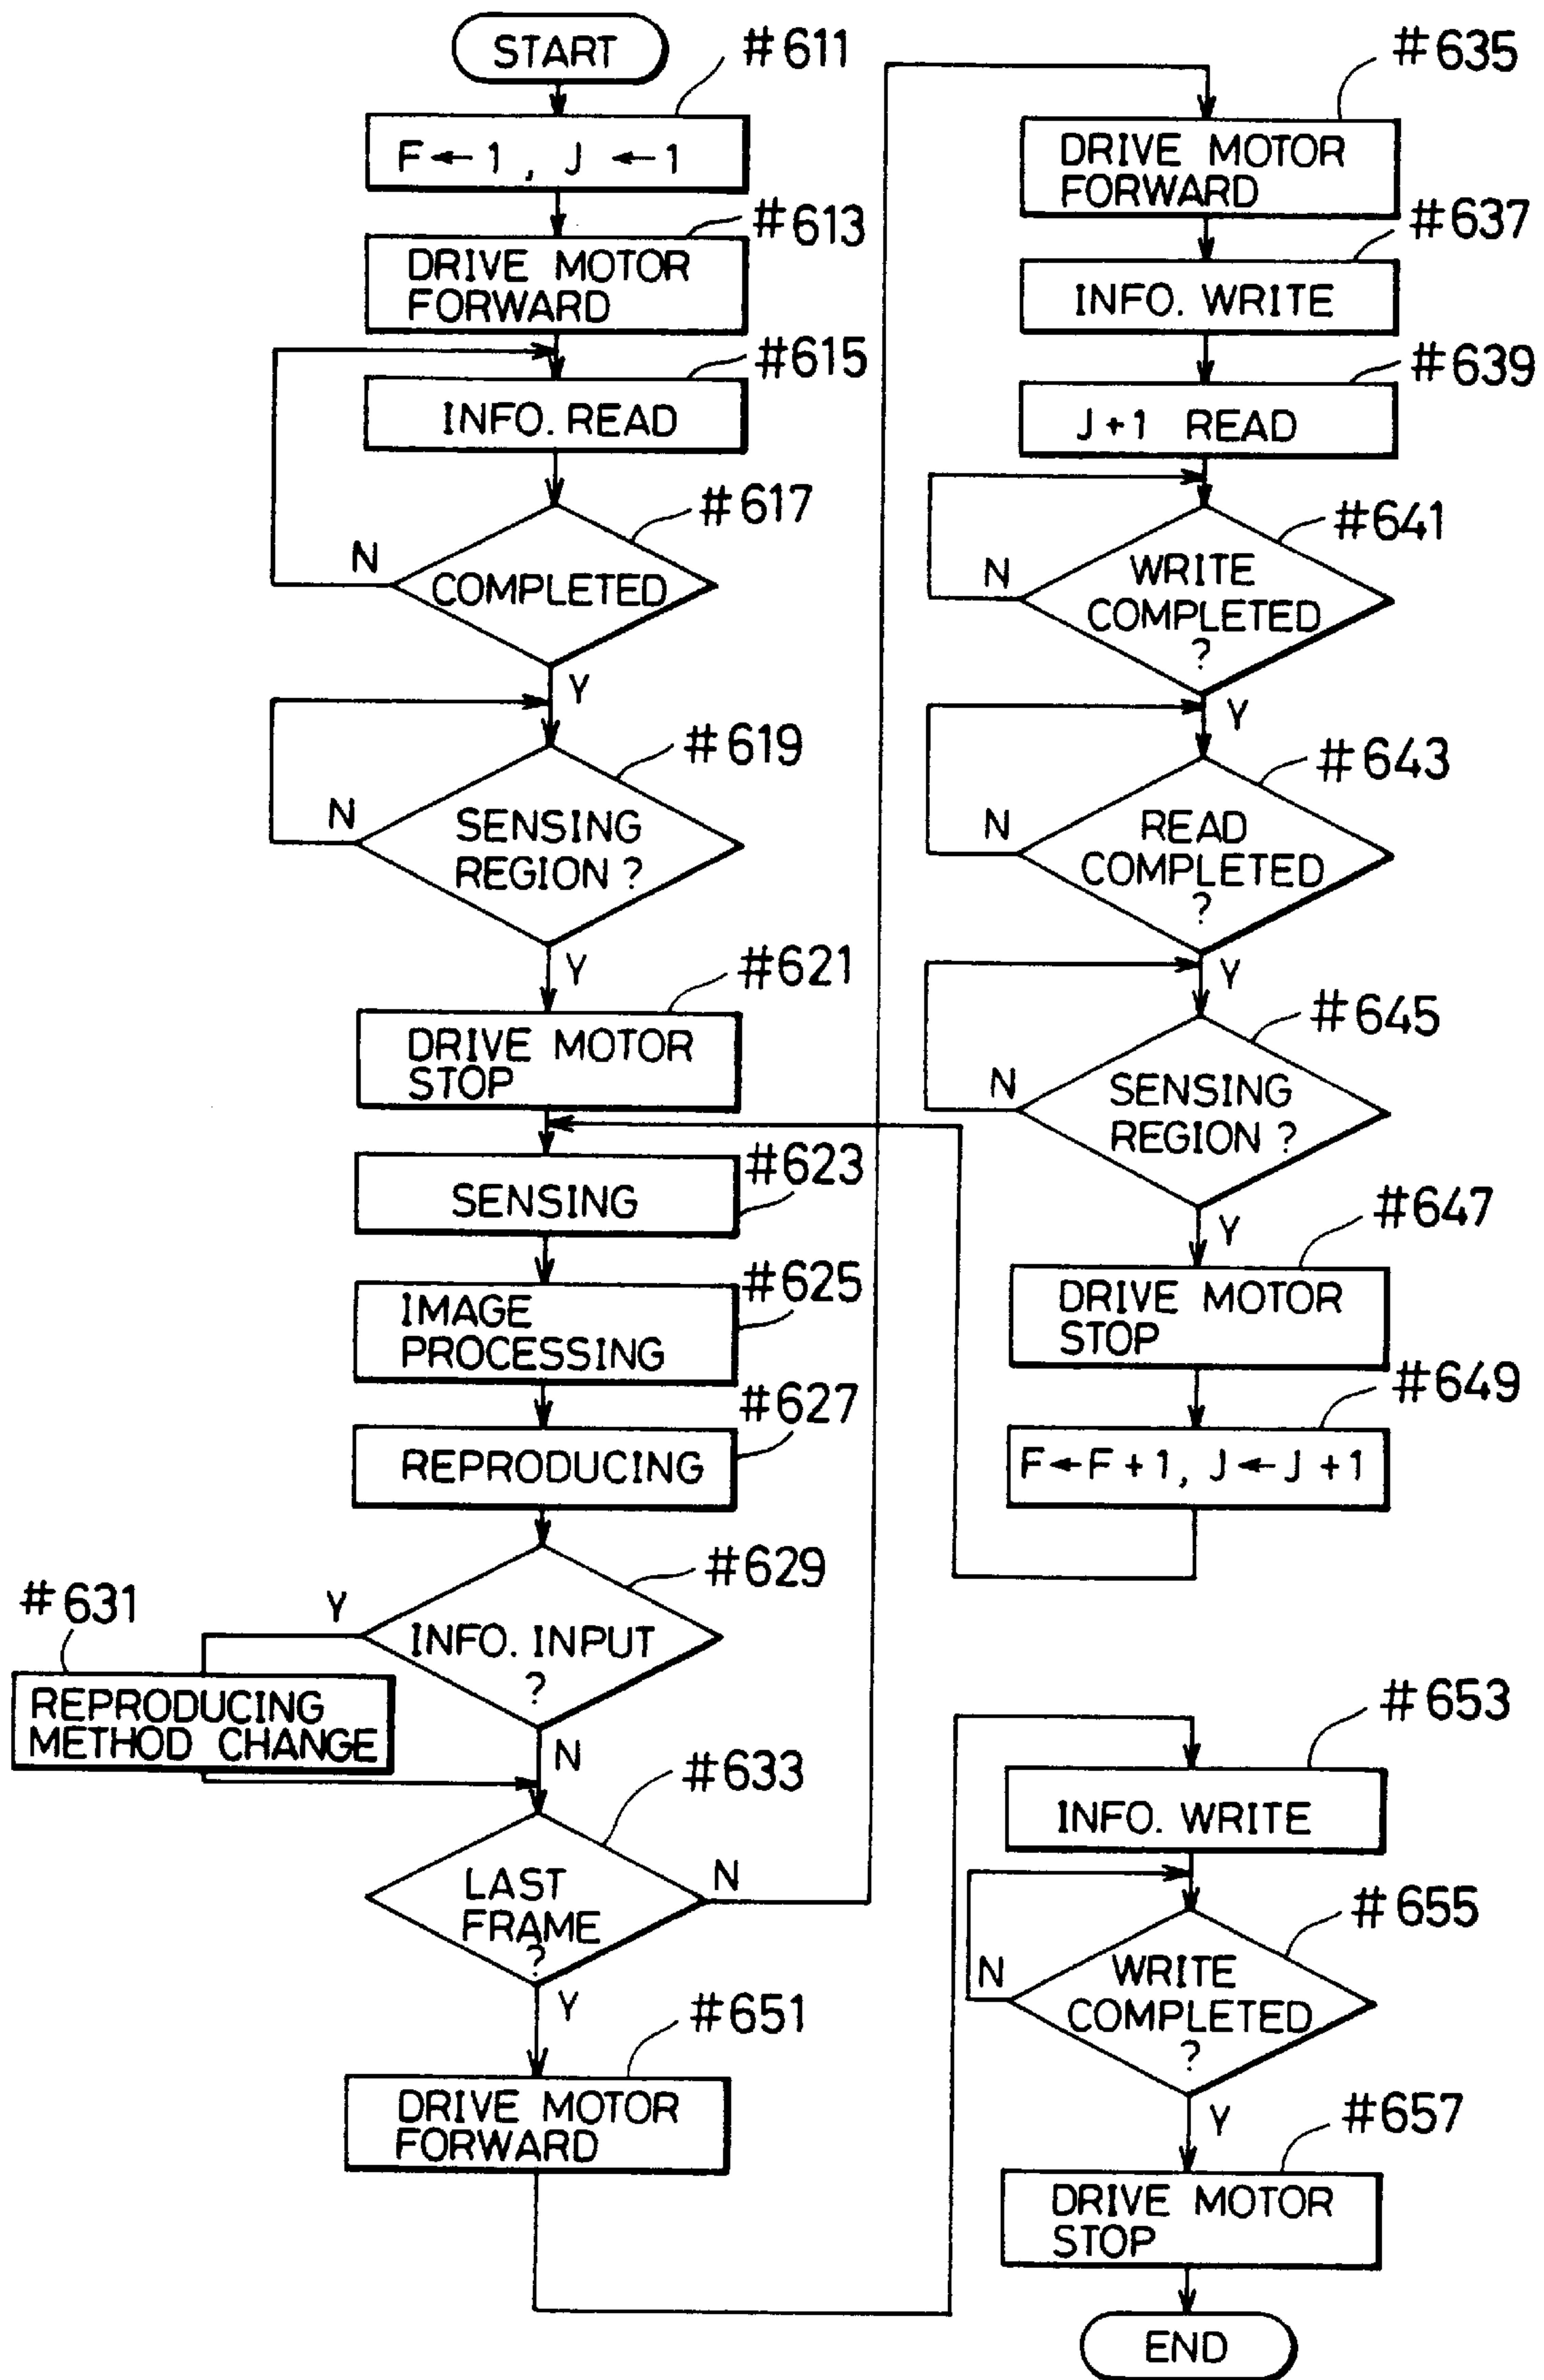 START
#611
F←1, J←1
#613
DRIVE MOTOR
FORWARD
#615
INFO. READ
#617
COMPLETED
N
Y
#619
SENSING
REGION ?
N
Y
#621
DRIVE MOTOR
STOP
#623
SENSING
#625
IMAGE
PROCESSING
#627
REPRODUCING
#629
INFO. INPUT
?
Y
N
#631
REPRODUCING
METHOD CHANGE
#633
LAST
FRAME
?
N
Y
#651
DRIVE MOTOR
FORWARD
#635
DRIVE MOTOR
FORWARD
#637
INFO. WRITE
#639
J+1 READ
#641
WRITE
COMPLETED
?
N
Y
#643
READ
COMPLETED
?
N
Y
#645
SENSING
REGION ?
N
Y
#647
DRIVE MOTOR
STOP
#649
F←F+1, J←J+1
#653
INFO. WRITE
#655
WRITE
COMPLETED
?
N
Y
#657
DRIVE MOTOR
STOP
END